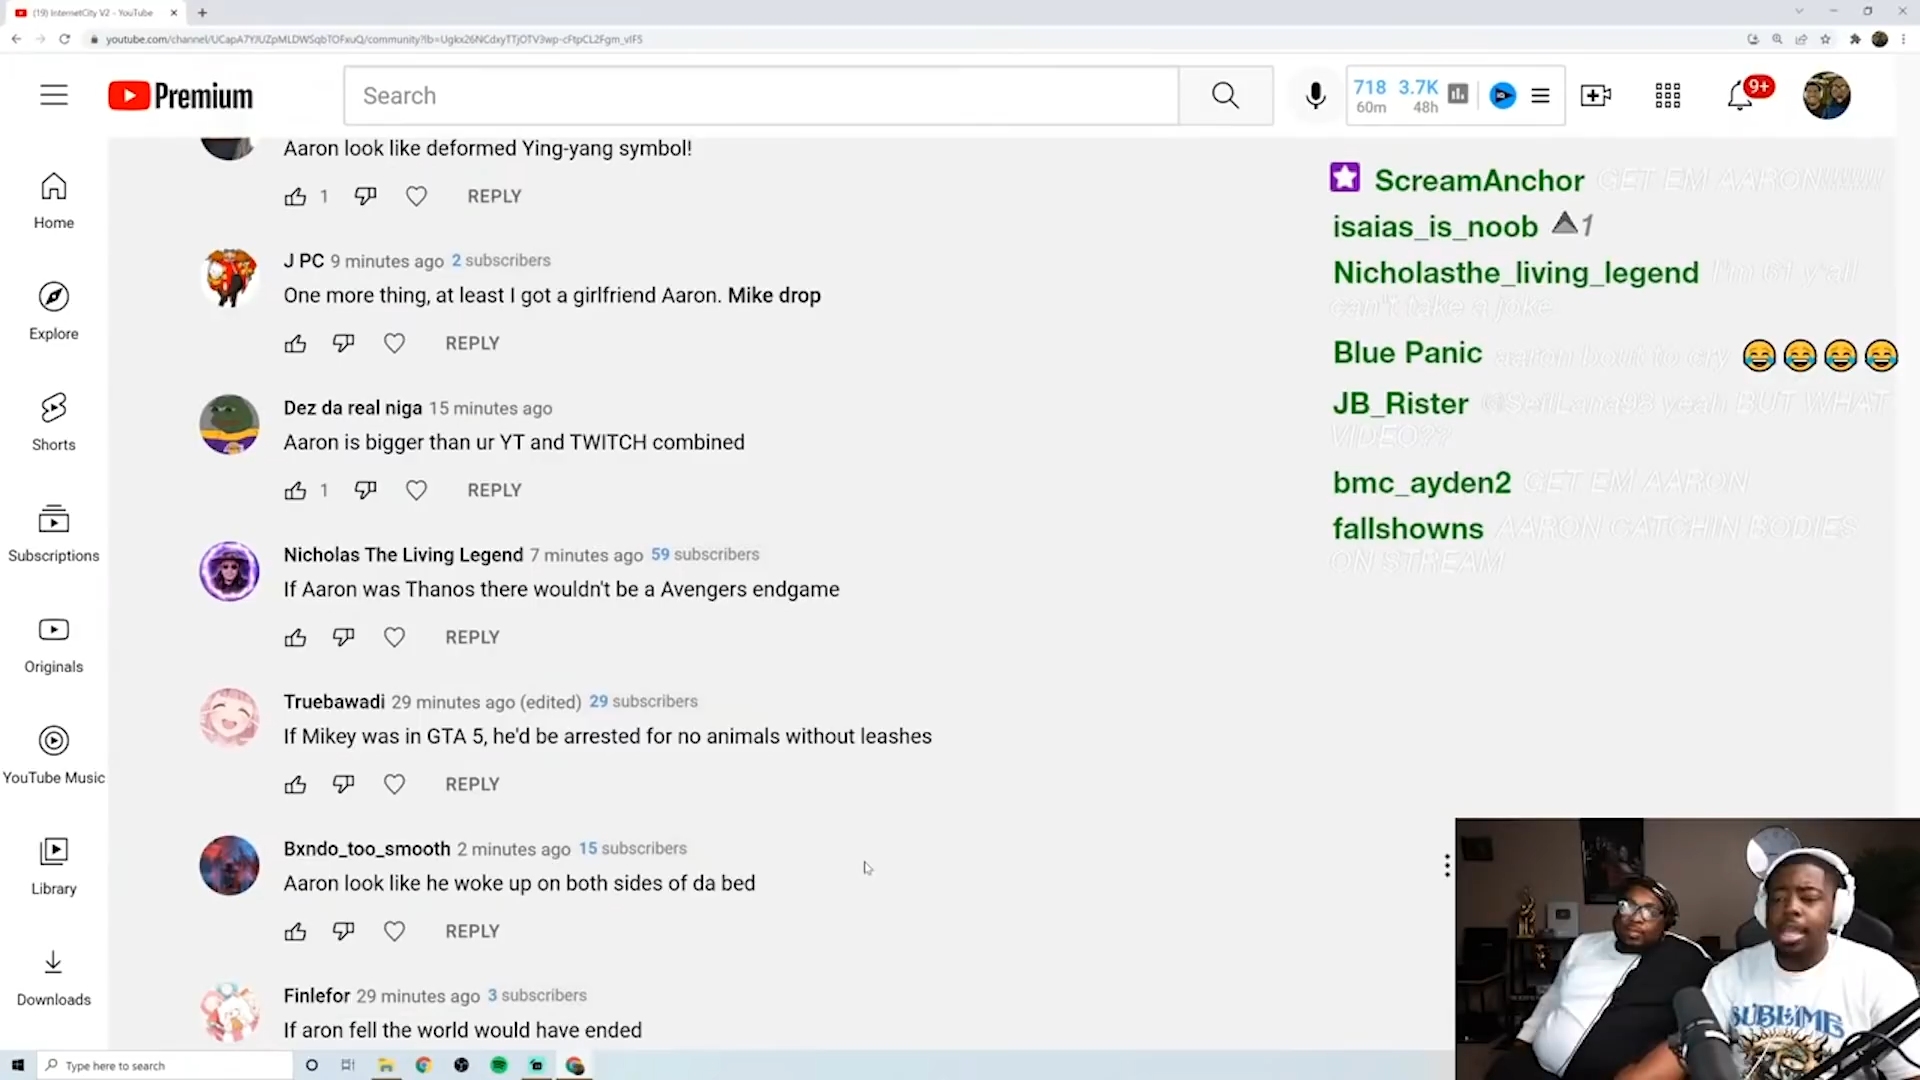 (19) InternetCity V2 - YouTube
youtube.com/channel/UCapA7YJUZpMLDWSqbTOFxuQ/community?lb=Ugkx26NCdxyTTjOTV3wp-cFtpCL2Fgm_vIFS
Premium
Search
718 3.7K
60m 48h
9+
Home
Explore
Shorts
Subscriptions
Originals
YouTube Music
Library
Downloads
Aaron look like deformed Ying-yang symbol!
1 REPLY
J PC 9 minutes ago 2 subscribers
One more thing, at least I got a girlfriend Aaron. Mike drop
REPLY
Dez da real niga 15 minutes ago
Aaron is bigger than ur YT and TWITCH combined
1 REPLY
Nicholas The Living Legend 7 minutes ago 59 subscribers
If Aaron was Thanos there wouldn't be a Avengers endgame
REPLY
Truebawadi 29 minutes ago (edited) 29 subscribers
If Mikey was in GTA 5, he'd be arrested for no animals without leashes
REPLY
Bxndo_too_smooth 2 minutes ago 15 subscribers
Aaron look like he woke up on both sides of da bed
REPLY
Finlefor 29 minutes ago 3 subscribers
If aron fell the world would have ended
ScreamAnchor GET EM AARON!!!!!!!!
isaias_is_noob 1
Nicholasthe_living_legend I'm 61 y'all
can't take a joke
Blue Panic aaron bout to cry 😂😂😂😂
JB_Rister @SeifLana98 yeah BUT WHAT
VIDEO??
bmc_ayden2 GET EM AARON
fallshowns AARON CATCHIN BODIES
ON STREAM
SUBLIME
Type here to search